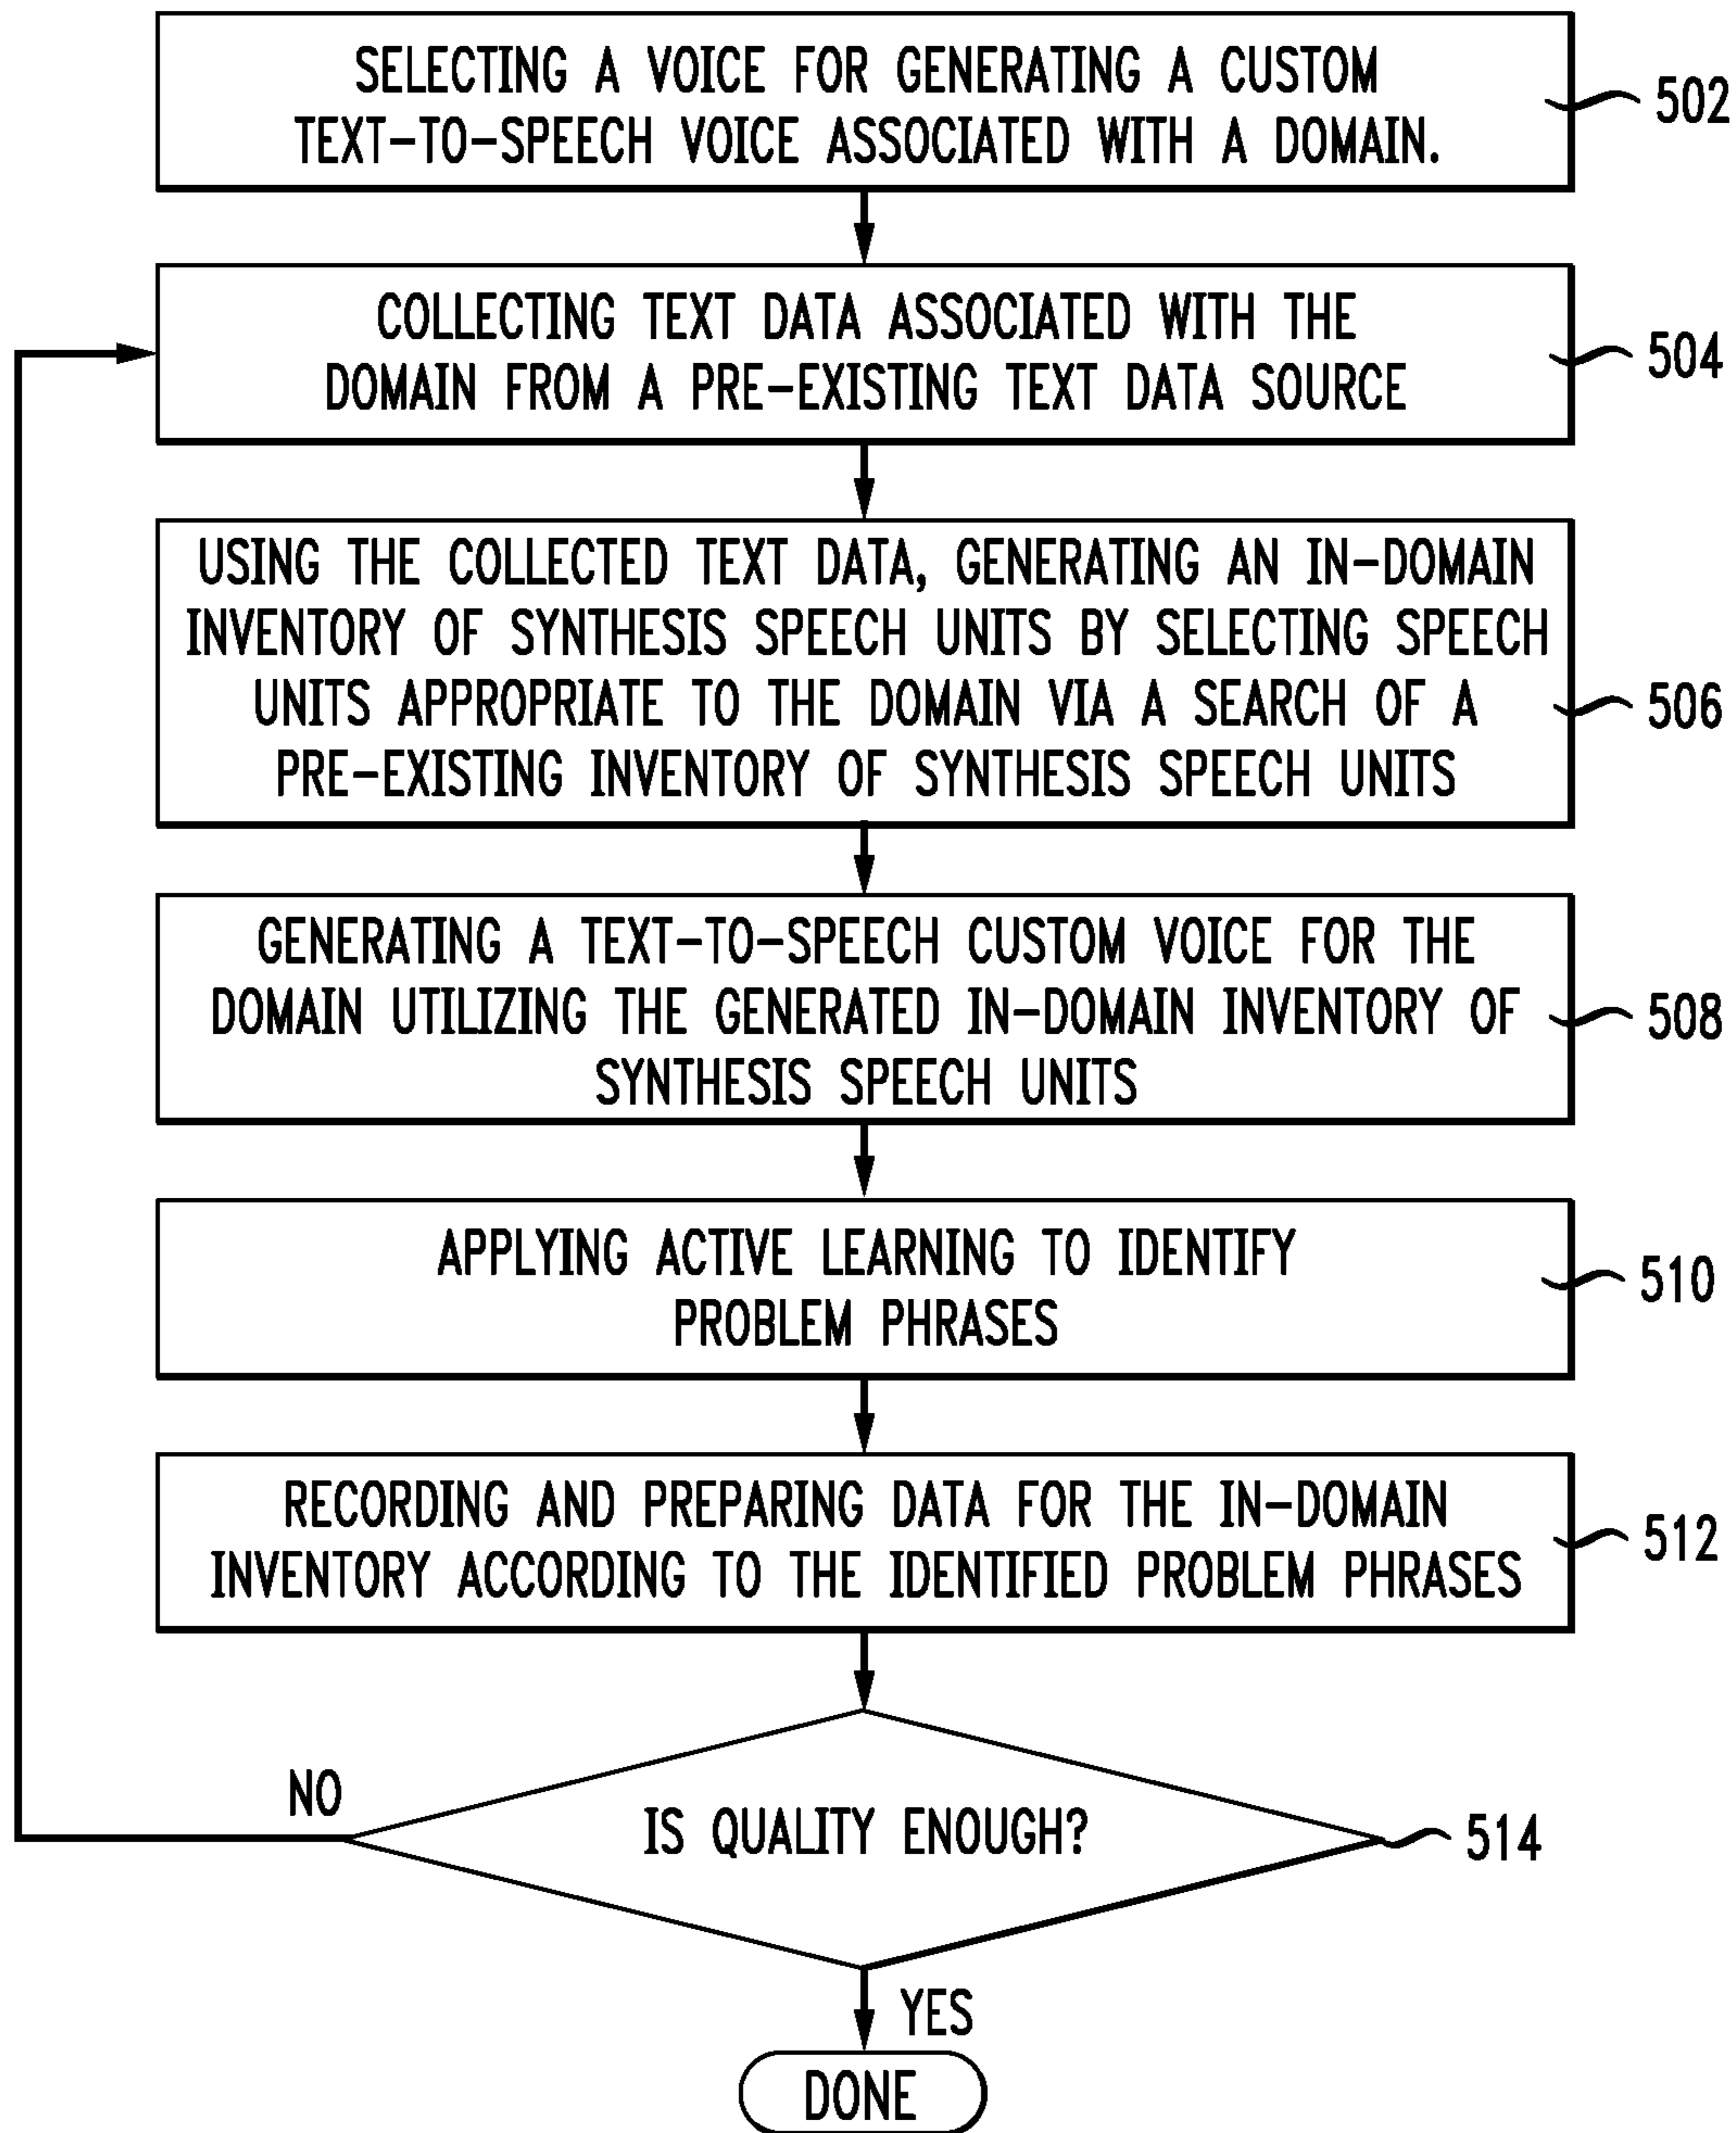 SELECTING A VOICE FOR GENERATING A CUSTOM
TEXT-TO-SPEECH VOICE ASSOCIATED WITH A DOMAIN.
502
COLLECTING TEXT DATA ASSOCIATED WITH THE
DOMAIN FROM A PRE-EXISTING TEXT DATA SOURCE
504
USING THE COLLECTED TEXT DATA, GENERATING AN IN-DOMAIN
INVENTORY OF SYNTHESIS SPEECH UNITS BY SELECTING SPEECH
UNITS APPROPRIATE TO THE DOMAIN VIA A SEARCH OF A
PRE-EXISTING INVENTORY OF SYNTHESIS SPEECH UNITS
506
GENERATING A TEXT-TO-SPEECH CUSTOM VOICE FOR THE
DOMAIN UTILIZING THE GENERATED IN-DOMAIN INVENTORY OF
SYNTHESIS SPEECH UNITS
508
APPLYING ACTIVE LEARNING TO IDENTIFY
PROBLEM PHRASES
510
RECORDING AND PREPARING DATA FOR THE IN-DOMAIN
INVENTORY ACCORDING TO THE IDENTIFIED PROBLEM PHRASES
512
NO
IS QUALITY ENOUGH?
514
YES
DONE